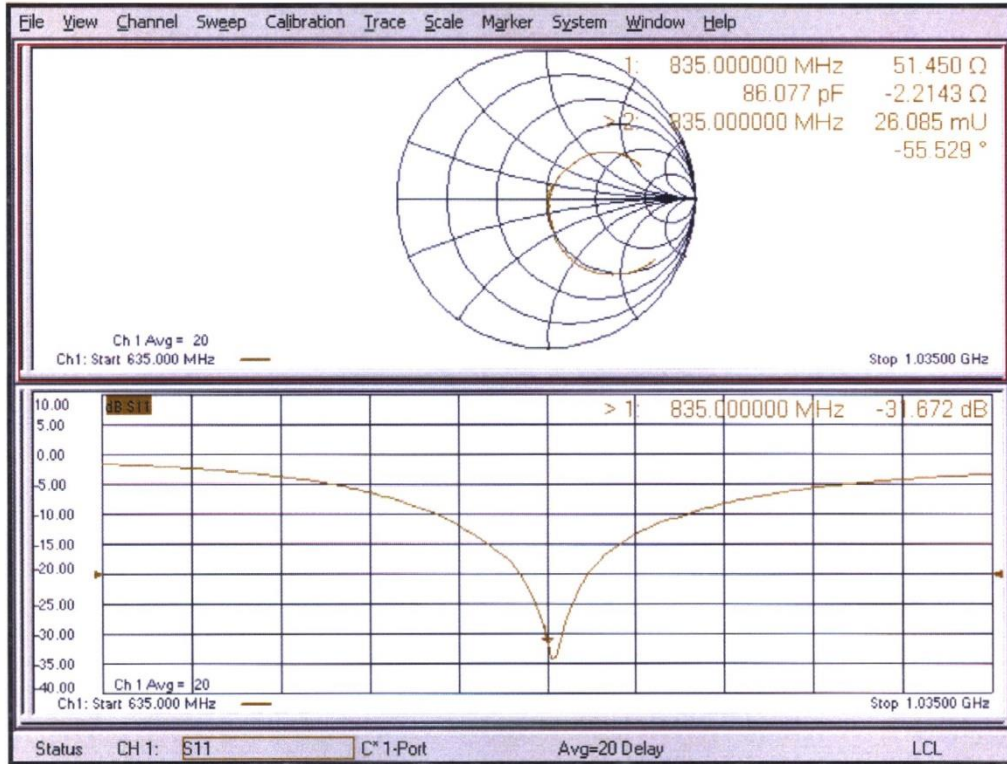 File View Channel Sweep Calibration Trace Scale Marker System Window Help
1: 835.000000 MHz 51.450 Ω
86.077 pF -2.2143 Ω
> 2: 835.000000 MHz 26.085 mU
-55.529 °
Ch 1 Avg = 20
Ch1: Start 635.000 MHz Stop 1.03500 GHz
10.00 dB S11 > 1: 835.000000 MHz -31.672 dB
5.00
0.00
-5.00
-10.00
-15.00
-20.00
-25.00
-30.00
-35.00
-40.00
Ch 1 Avg = 20
Ch1: Start 635.000 MHz Stop 1.03500 GHz
Status CH 1: S11 C* 1-Port Avg=20 Delay LCL